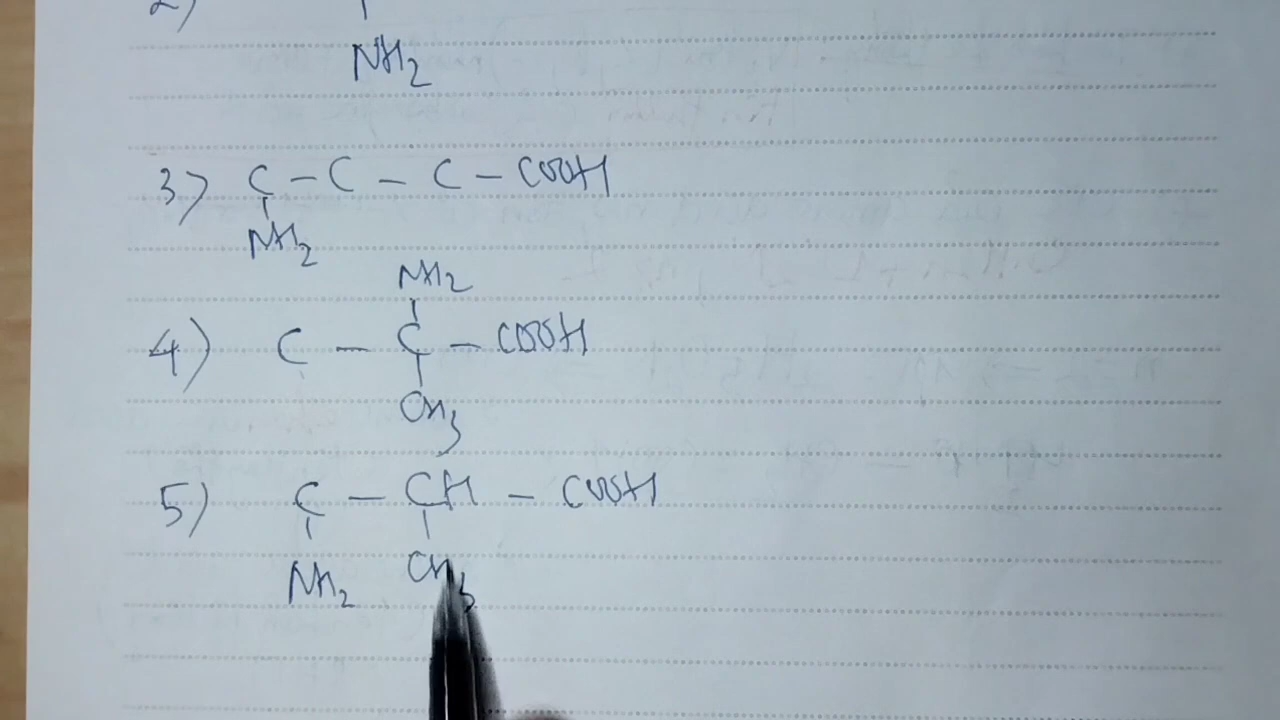 2)
NH2
3) C - C - C - COOH
NH2
NH2
4) C - C - COOH
CH3
5) C - CH - COOH
NH2 CH3